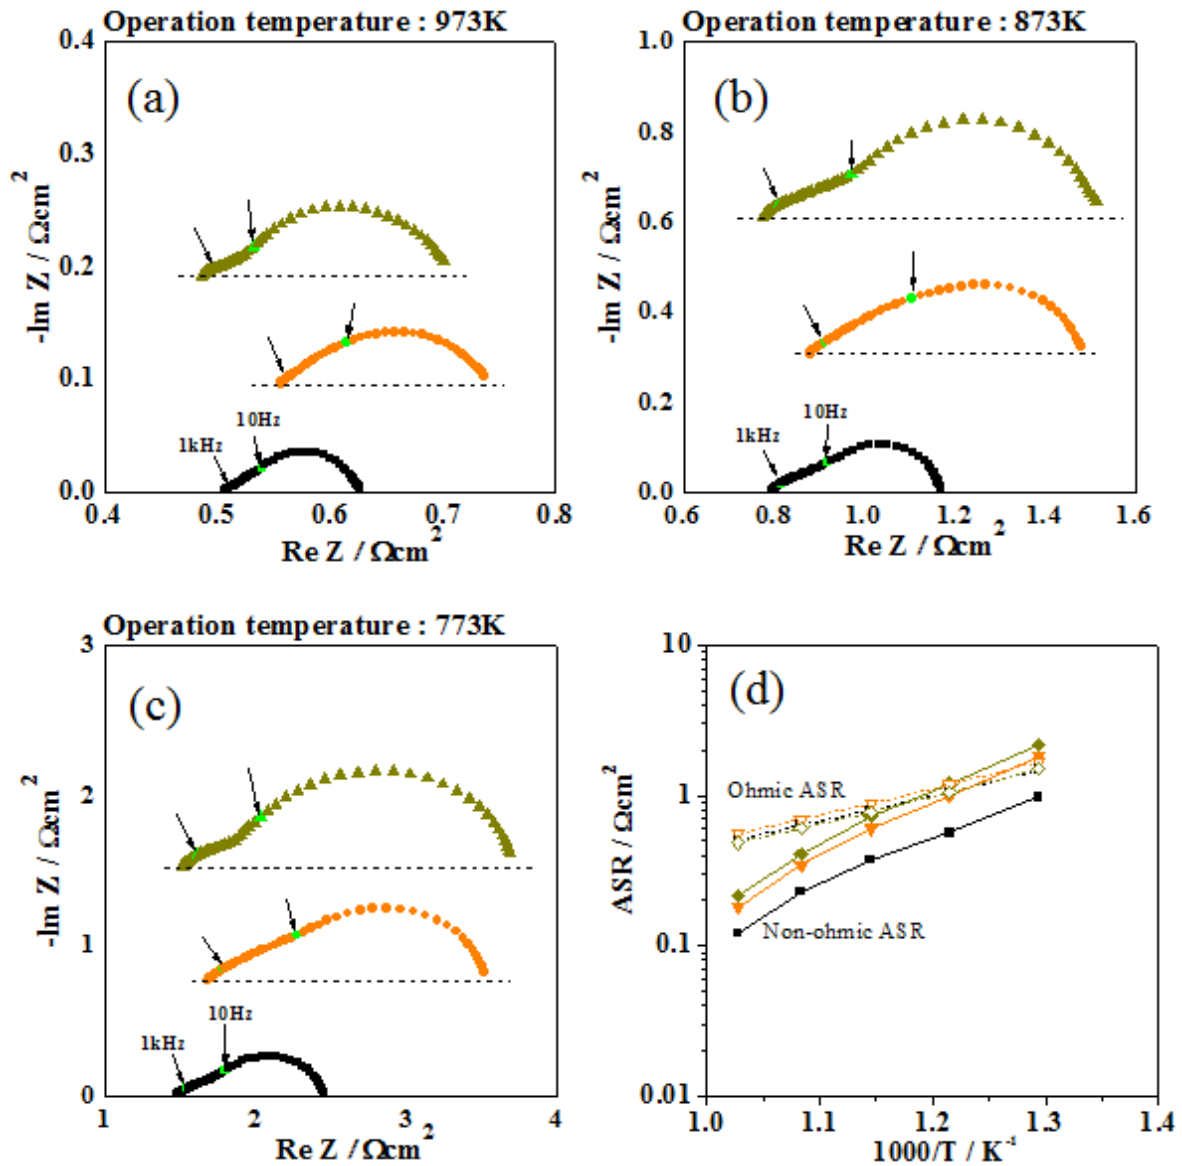 Operation temperature : 973K
0.4
0.3
0.2
0.1
0.0
-Im Z / Ωcm²
(a)
1kHz
10Hz
0.4
0.5
0.6
0.7
0.8
Re Z / Ωcm²
Operation temperature : 873K
1.0
0.8
0.6
0.4
0.2
0.0
-Im Z / Ωcm²
(b)
1kHz
10Hz
0.6
0.8
1.0
1.2
1.4
1.6
Re Z / Ωcm²
Operation temperature : 773K
3
2
1
0
-Im Z / Ωcm²
(c)
1kHz
10Hz
1
2
3
4
Re Z / Ωcm²
10
1
0.1
0.01
ASR / Ωcm²
(d)
Ohmic ASR
Non-ohmic ASR
1.0
1.1
1.2
1.3
1.4
1000/T / K⁻¹